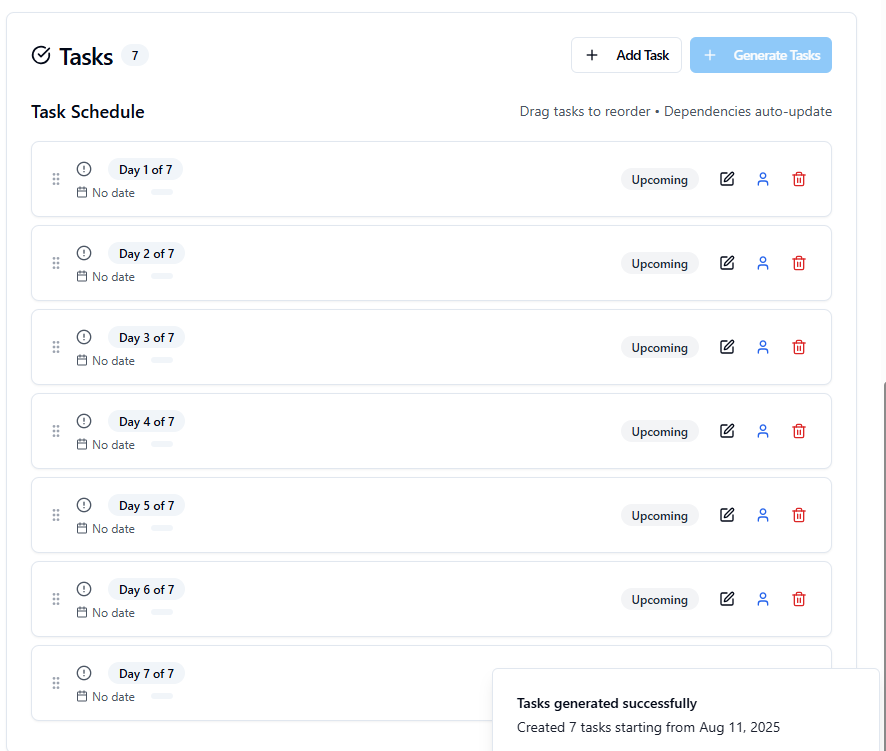 Tasks 7
+ Add Task
+ Generate Tasks
Task Schedule
Drag tasks to reorder • Dependencies auto-update
Day 1 of 7
No date
Upcoming
Day 2 of 7
No date
Upcoming
Day 3 of 7
No date
Upcoming
Day 4 of 7
No date
Upcoming
Day 5 of 7
No date
Upcoming
Day 6 of 7
No date
Upcoming
Day 7 of 7
No date
Tasks generated successfully
Created 7 tasks starting from Aug 11, 2025